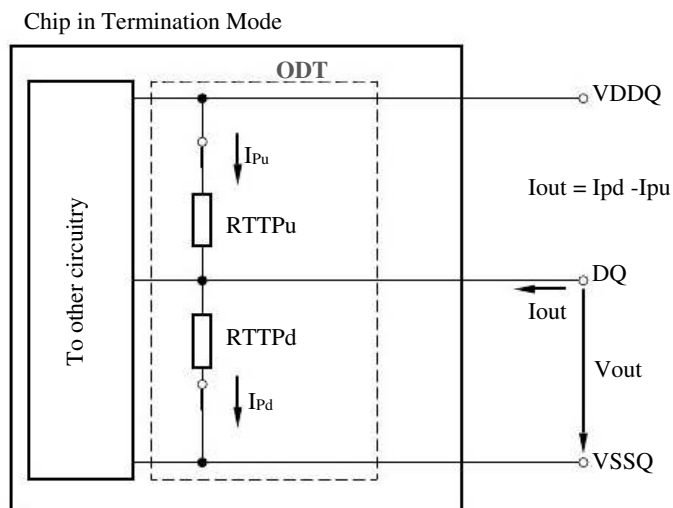 Chip in Termination Mode
ODT
VDDQ
IPu
Iout = Ipd -Ipu
RTTPu
To other circuitry
DQ
Iout
RTTPd
Vout
IPd
VSSQ